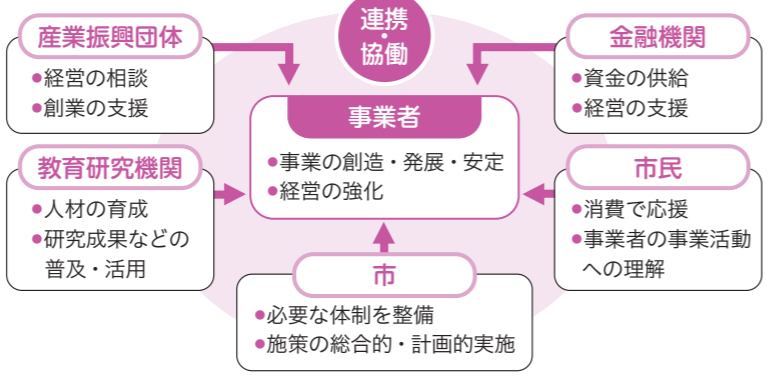 連携
・
協働
産業振興団体
●経営の相談
●創業の支援
金融機関
●資金の供給
●経営の支援
事業者
●事業の創造・発展・安定
●経営の強化
教育研究機関
●人材の育成
●研究成果などの
普及・活用
市民
●消費で応援
●事業者の事業活動
への理解
市
●必要な体制を整備
●施策の総合的・計画的実施